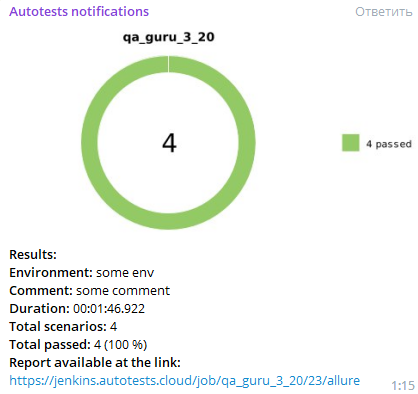 Autotests notifications
Ответить
qa_guru_3_20
4
4 passed
Results:
Environment: some env
Comment: some comment
Duration: 00:01:46.922
Total scenarios: 4
Total passed: 4 (100 %)
Report available at the link:
https://jenkins.autotests.cloud/job/qa_guru_3_20/23/allure
1:15